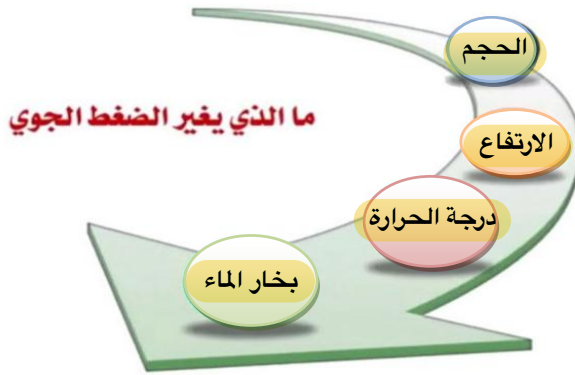 ما الذي يغير الضغط الجوي
الحجم
الارتفاع
درجة الحرارة
بخار الماء